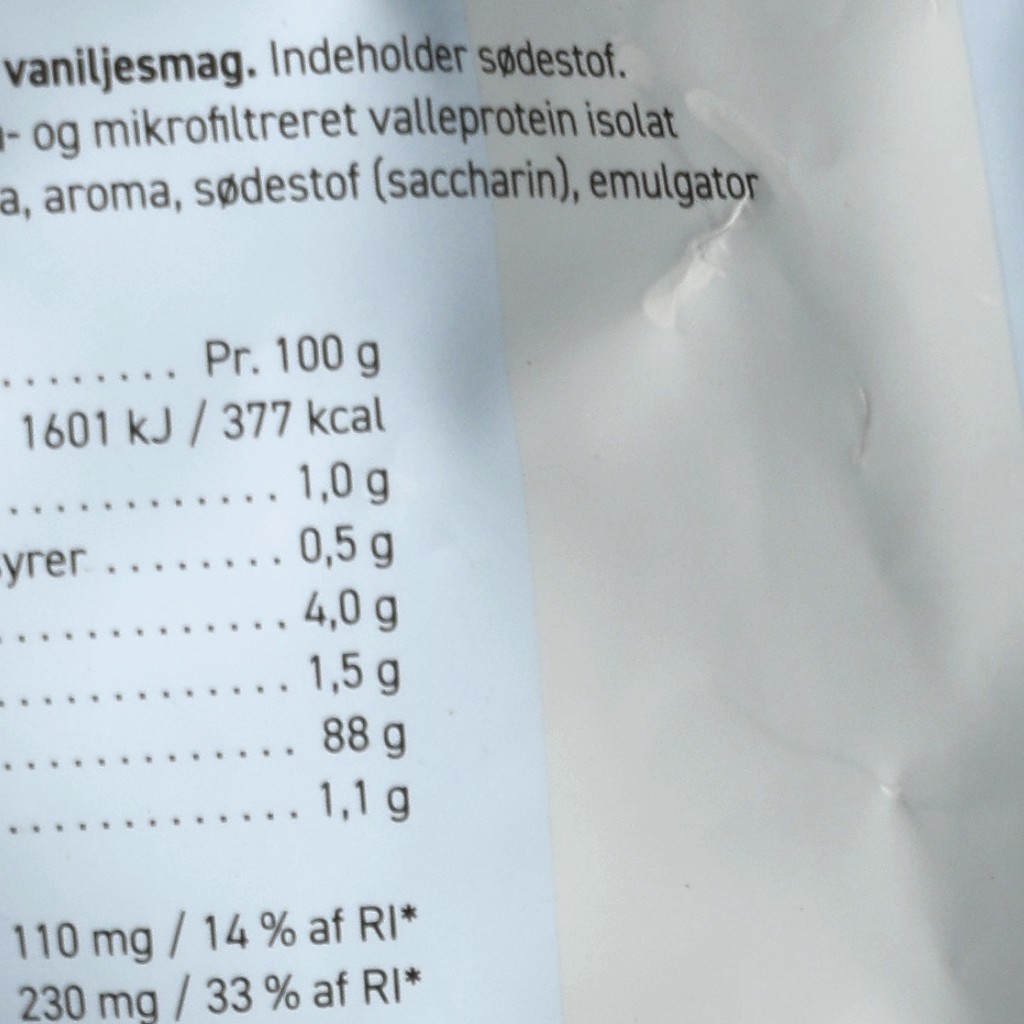 vaniljesmag. Indeholder sødestof.
- og mikrofiltreret valleprotein isolat
a, aroma, sødestof (saccharin), emulgator
........ Pr. 100 g
1601 kJ / 377 kcal
............ 1,0 g
yrer ........ 0,5 g
............. 4,0 g
............. 1,5 g
............. 88 g
............. 1,1 g
110 mg / 14 % af RI*
230 mg / 33 % af RI*